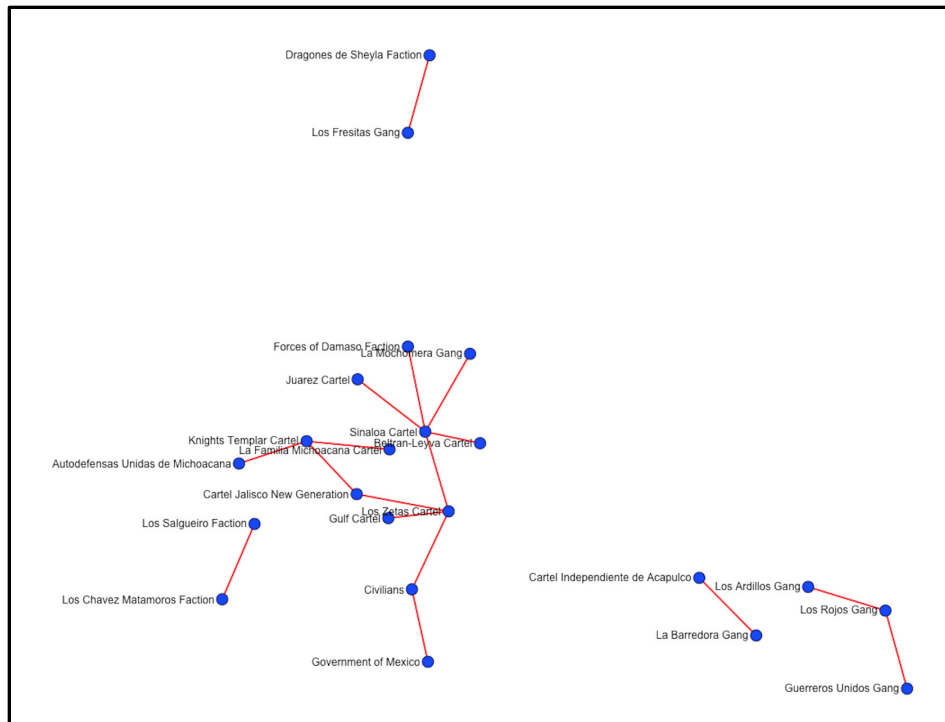 Dragones de Sheyla Faction
Los Fresitas Gang
Forces of Damaso Faction
La Mochomera Gang
Juarez Cartel
Sinaloa Cartel
Knights Templar Cartel
Beltran-Leyva Cartel
La Familia Michoacana Cartel
Autodefensas Unidas de Michoacana
Cartel Jalisco New Generation
Los Zetas Cartel
Gulf Cartel
Los Salgueiro Faction
Cartel Independiente de Acapulco
Los Ardillos Gang
Civilians
Los Chavez Matamoros Faction
Los Rojos Gang
La Barredora Gang
Government of Mexico
Guerreros Unidos Gang